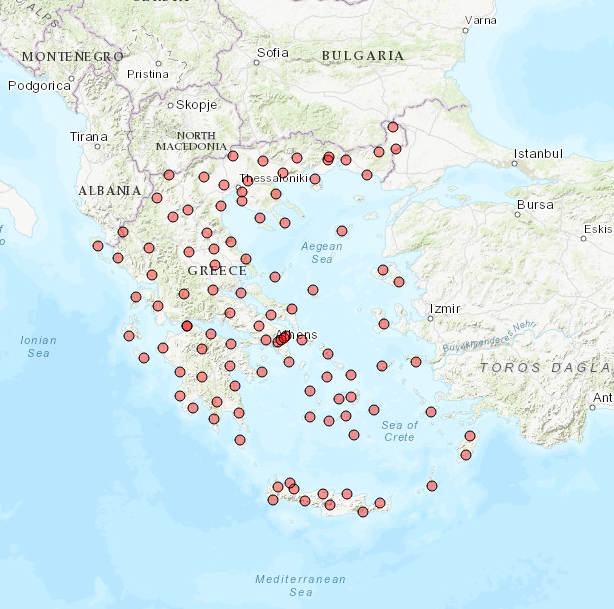 Varna
Sofia
BULGARIA
MONTENEGRO
Pristina
Podgorica
Skopje
Tirana
NORTH
MACEDONIA
Istanbul
Thessaloniki
ALBANIA
Bursa
Eskis
Aegean
Sea
GREECE
Izmir
Athens
Ionian
Sea
Büyükmenderes Nehri
TOROS DAGLA
Ant
Sea of
Crete
Mediterranean
Sea